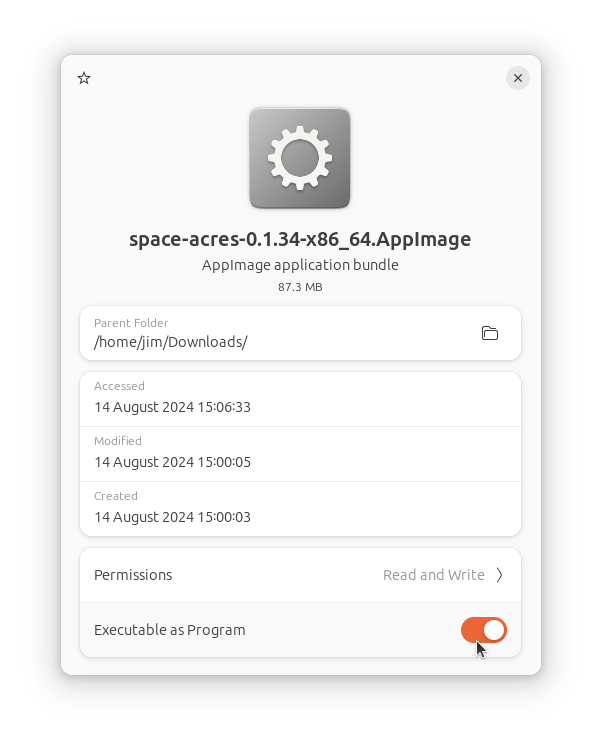 space-acres-0.1.34-x86_64.AppImage
AppImage application bundle
87.3 MB
Parent Folder
/home/jim/Downloads/
Accessed
14 August 2024 15:06:33
Modified
14 August 2024 15:00:05
Created
14 August 2024 15:00:03
Permissions Read and Write
Executable as Program